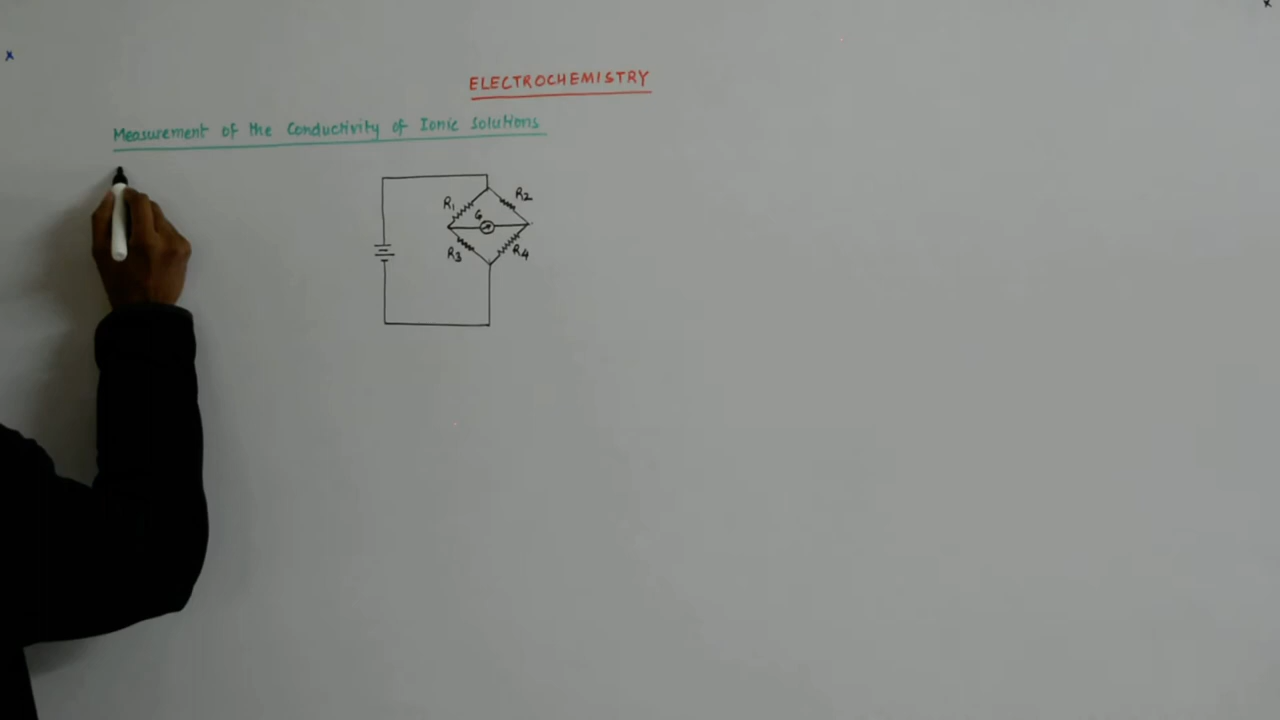 ELECTROCHEMISTRY
Measurement of the Conductivity of Ionic Solutions
R1
R2
G
R3
R4